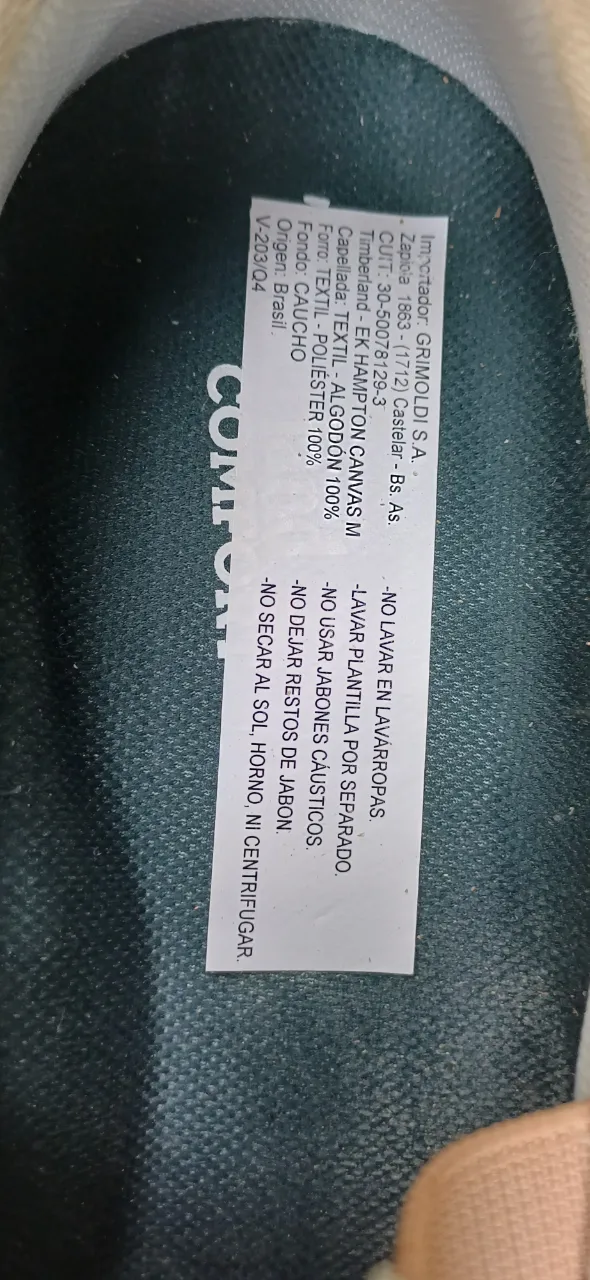 Importador: GRIMOLDI S.A.
Zapiola 1863 - (1712) Castelar - Bs. As.
CUIT: 30-50078129-3
Timberland - EK HAMPTON CANVAS M
Capellada: TEXTIL - ALGODÓN 100%
Forro: TEXTIL - POLIÉSTER 100%
Fondo: CAUCHO
Origen: Brasil.
V-203/Q4
-NO LAVAR EN LAVÁRROPAS.
-LAVAR PLANTILLA POR SEPARADO.
-NO USAR JABONES CÁUSTICOS.
-NO DEJAR RESTOS DE JABON.
-NO SECAR AL SOL, HORNO, NI CENTRIFUGAR.
COMFORT